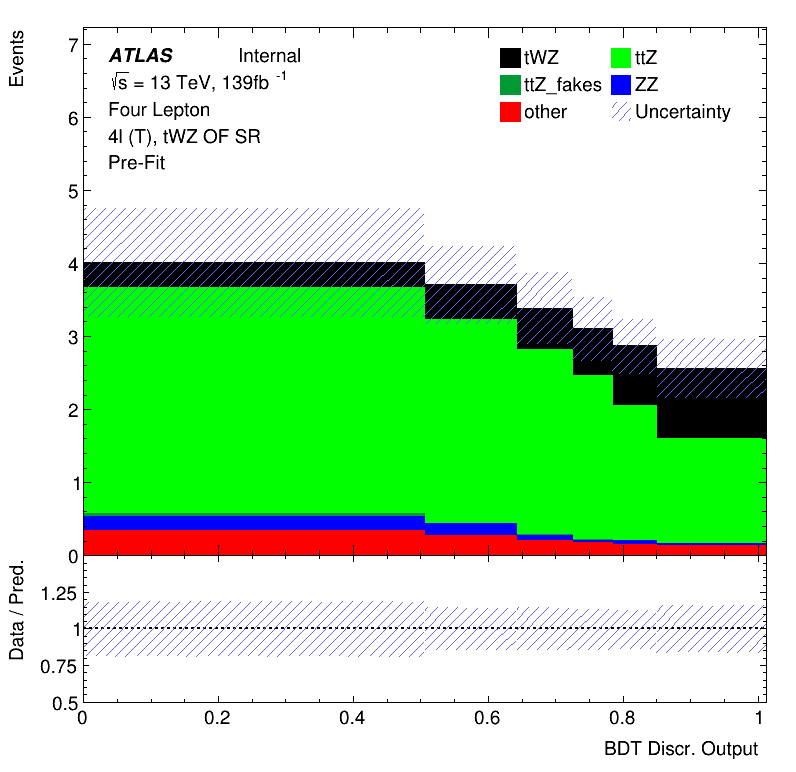 Events
7
6
5
4
3
2
1
0
ATLAS Internal
√s = 13 TeV, 139fb -1
Four Lepton
4l (T), tWZ OF SR
Pre-Fit
tWZ ttZ
ttZ_fakes ZZ
other Uncertainty
Data / Pred.
1.25
1
0.75
0.5
0 0.2 0.4 0.6 0.8 1
BDT Discr. Output